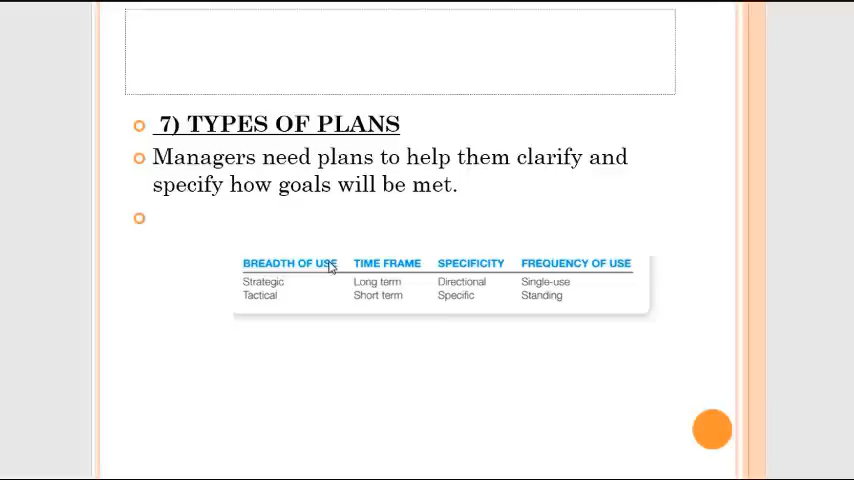 7) TYPES OF PLANS
Managers need plans to help them clarify and
specify how goals will be met.
BREADTH OF USE TIME FRAME SPECIFICITY FREQUENCY OF USE
Strategic Long term Directional Single-use
Tactical Short term Specific Standing